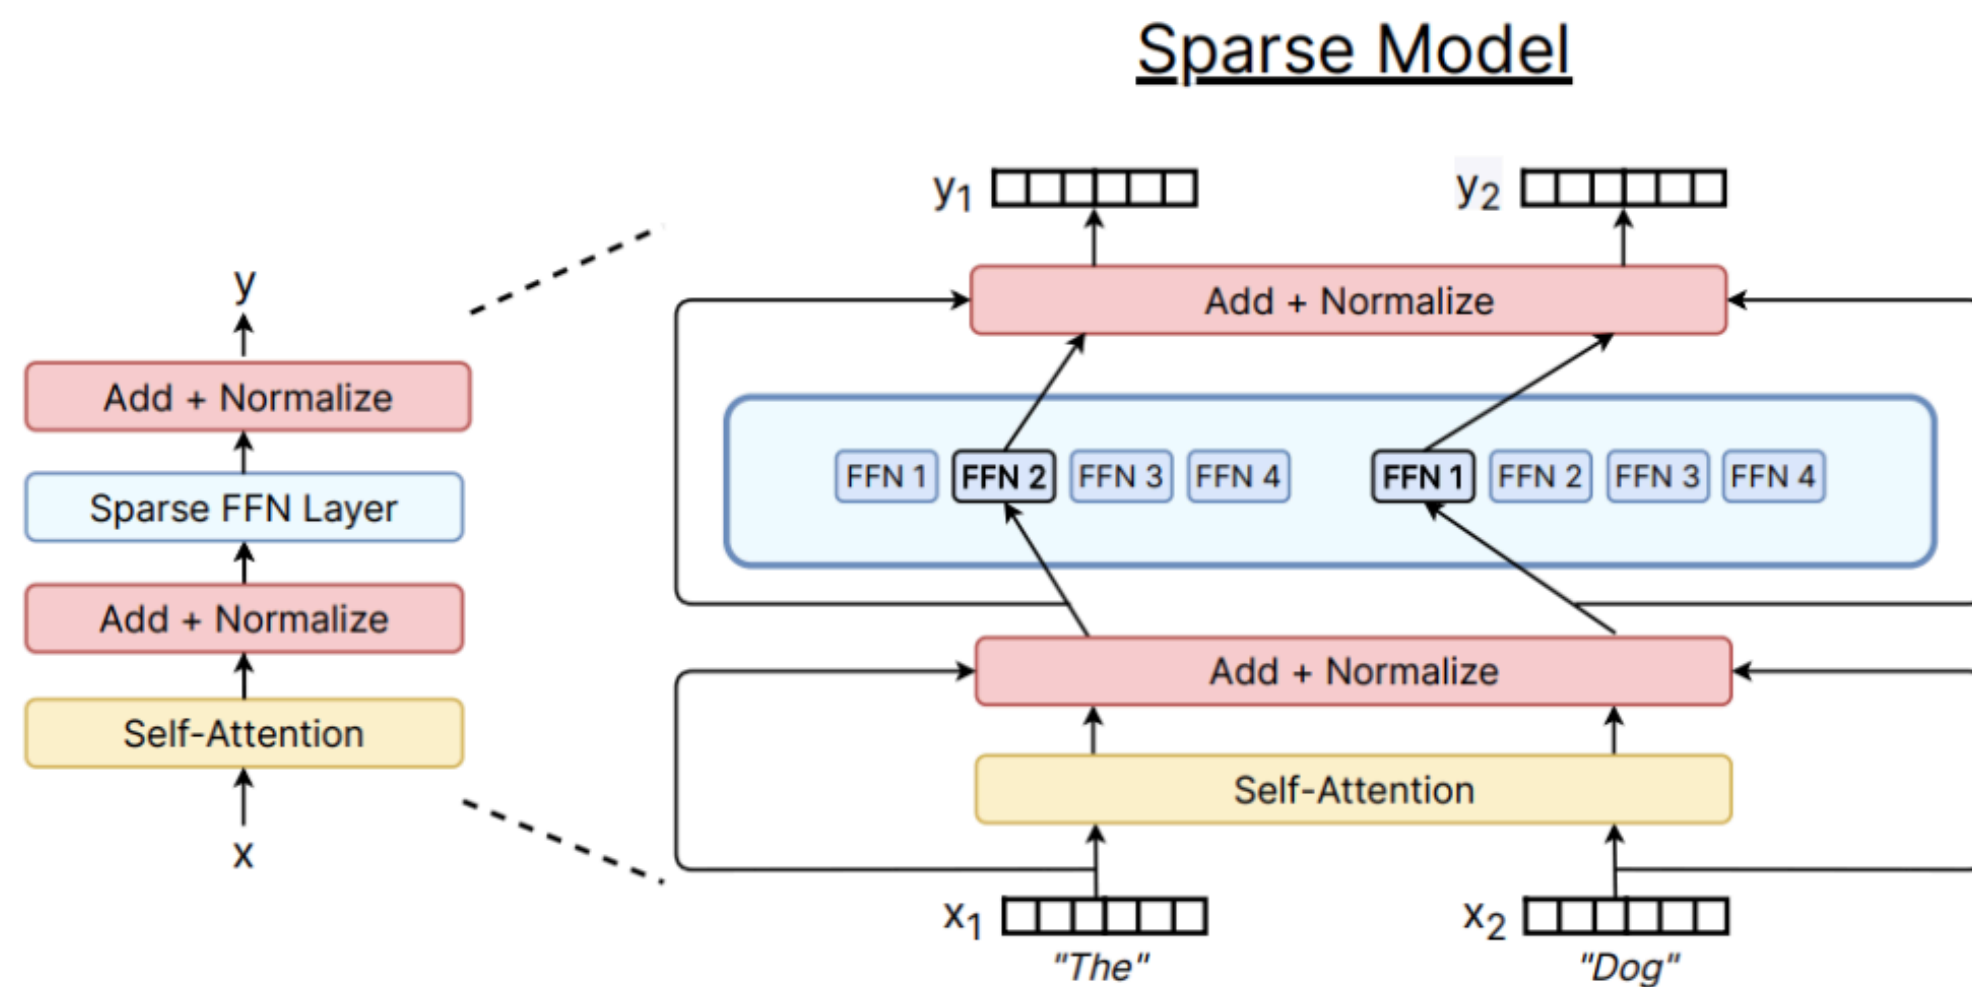 Sparse Model
y
Add + Normalize
Sparse FFN Layer
Add + Normalize
Self-Attention
x
y1
y2
Add + Normalize
FFN 1 FFN 2 FFN 3 FFN 4 FFN 1 FFN 2 FFN 3 FFN 4
Add + Normalize
Self-Attention
x1
x2
"The"
"Dog"